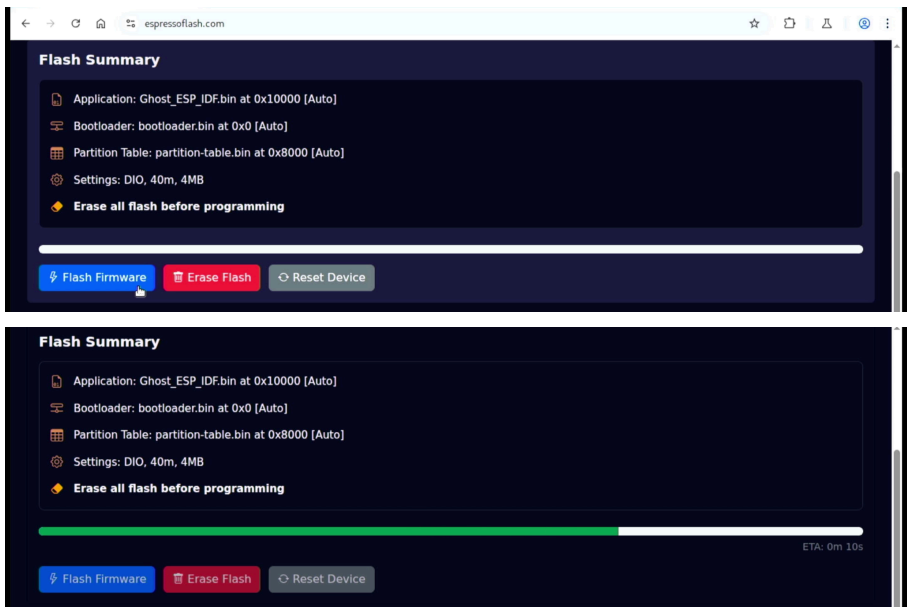 espressoflash.com
Flash Summary
Application: Ghost_ESP_IDF.bin at 0x10000 [Auto]
Bootloader: bootloader.bin at 0x0 [Auto]
Partition Table: partition-table.bin at 0x8000 [Auto]
Settings: DIO, 40m, 4MB
Erase all flash before programming
Flash Firmware Erase Flash Reset Device
Flash Summary
Application: Ghost_ESP_IDF.bin at 0x10000 [Auto]
Bootloader: bootloader.bin at 0x0 [Auto]
Partition Table: partition-table.bin at 0x8000 [Auto]
Settings: DIO, 40m, 4MB
Erase all flash before programming
ETA: 0m 10s
Flash Firmware Erase Flash Reset Device